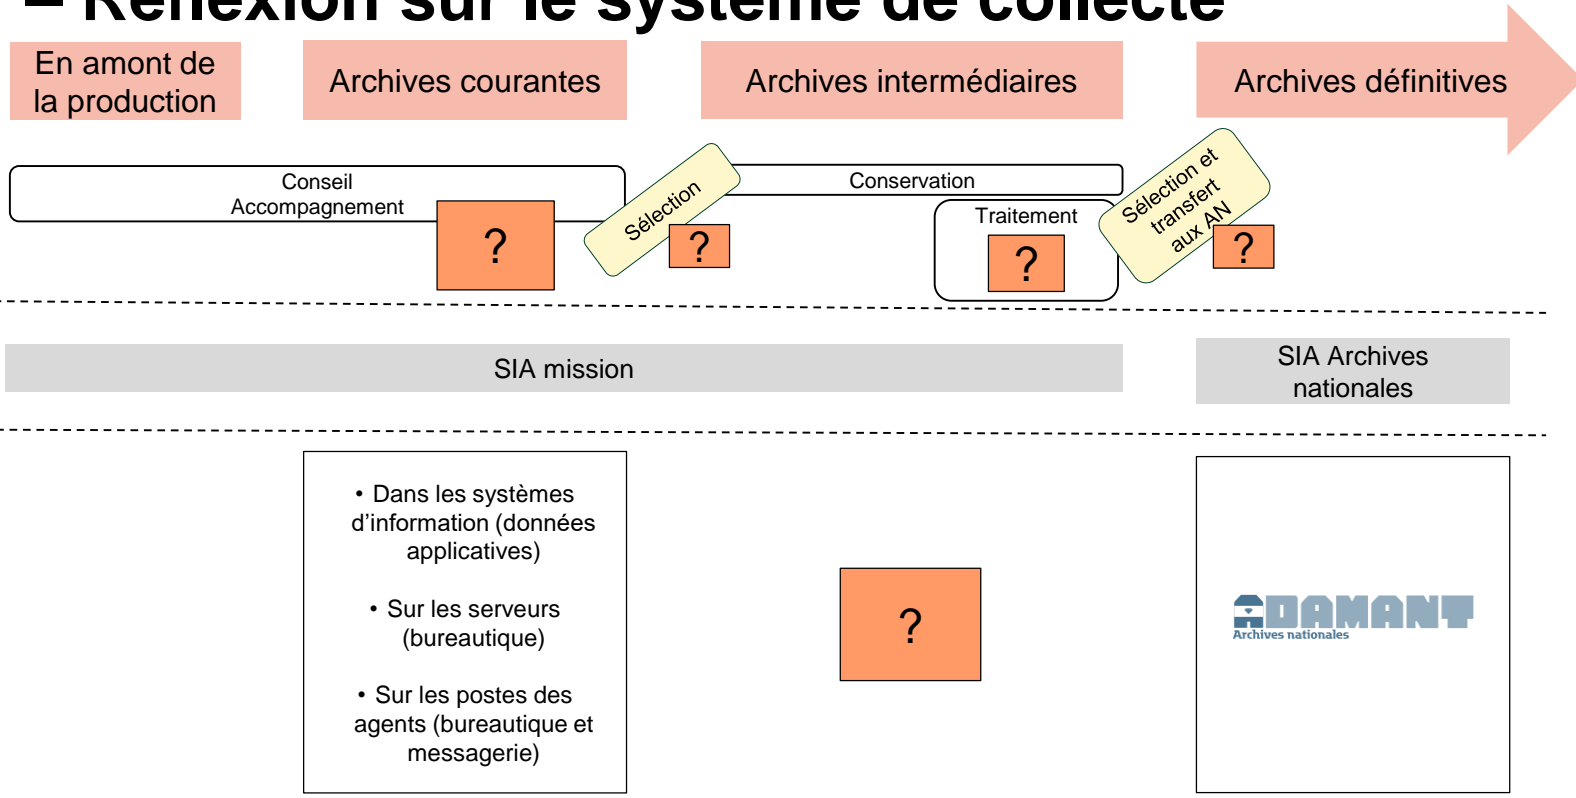 – Réflexion sur le système de collecte
En amont de
la production
Archives courantes
Archives intermédiaires
Archives définitives
Conseil
Accompagnement
?
Sélection
?
Conservation
Traitement
?
Sélection et
transfert
aux AN
?
SIA mission
SIA Archives
nationales
• Dans les systèmes
d'information (données
applicatives)
• Sur les serveurs
(bureautique)
• Sur les postes des
agents (bureautique et
messagerie)
?
ADAMANT
Archives nationales